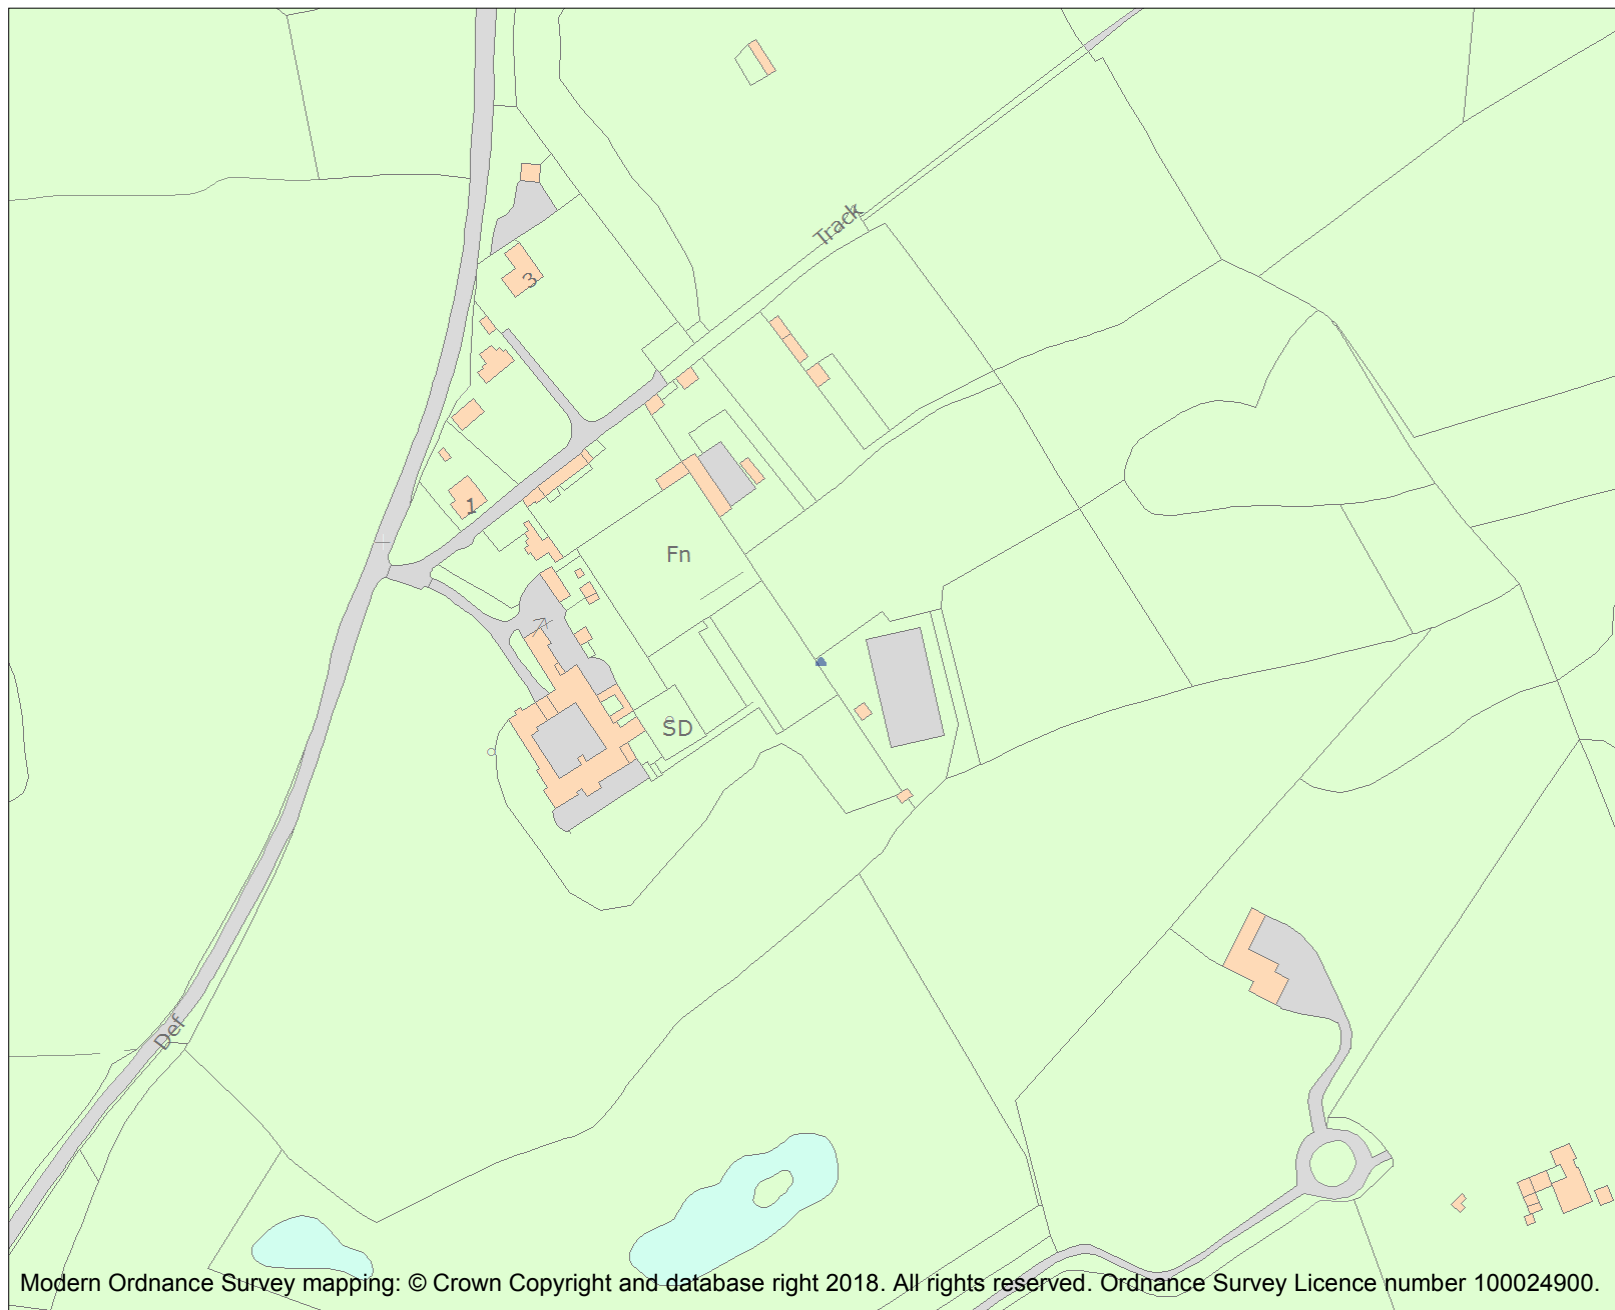 Track
3
1
Fn
SD
Def
Modern Ordnance Survey mapping: © Crown Copyright and database right 2018. All rights reserved. Ordnance Survey Licence number 100024900.